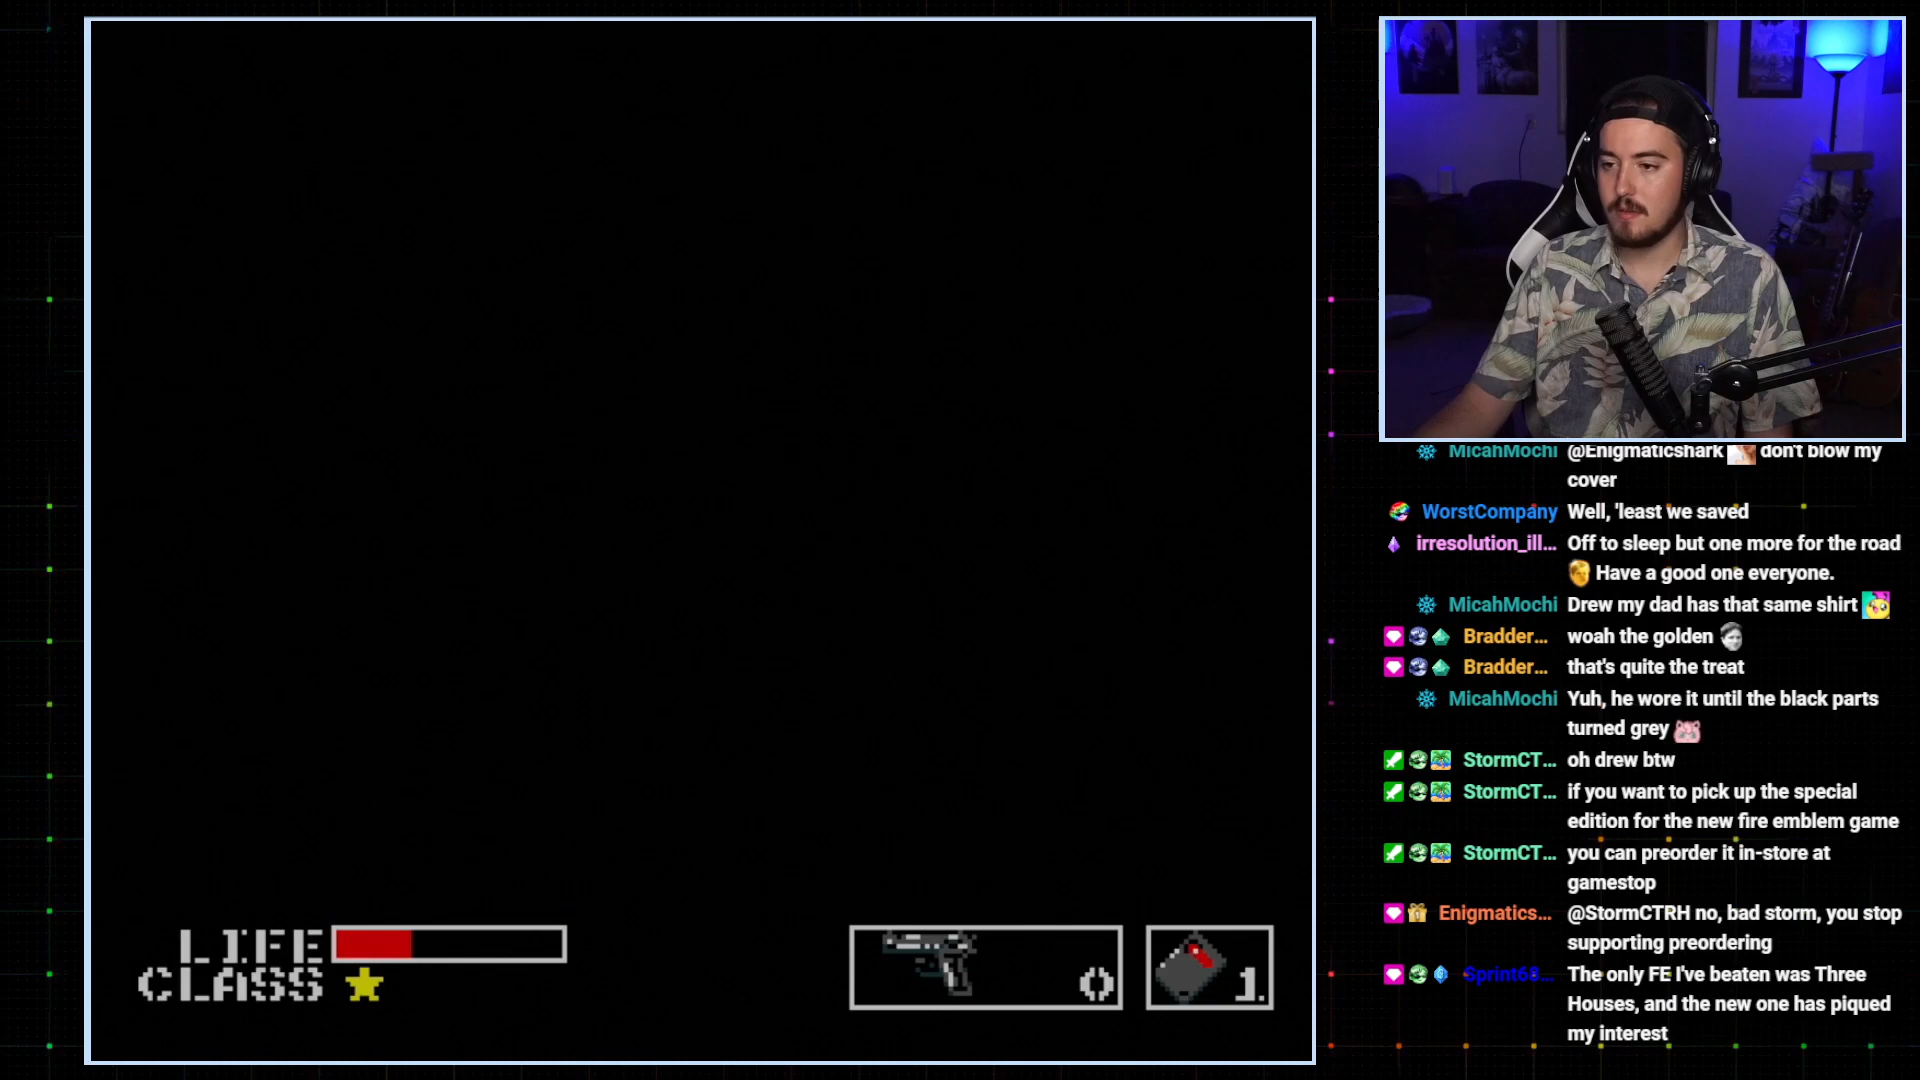 MicahMochi @Enigmaticshark don't blow my
cover
WorstCompany Well, 'least we saved
irresolution_ill... Off to sleep but one more for the road
Have a good one everyone.
MicahMochi Drew my dad has that same shirt
Bradder... woah the golden
Bradder... that's quite the treat
MicahMochi Yuh, he wore it until the black parts
turned grey
StormCT... oh drew btw
StormCT... if you want to pick up the special
edition for the new fire emblem game
StormCT... you can preorder it in-store at
gamestop
Enigmatics... @StormCTRH no, bad storm, you stop
supporting preordering
Sprint68... The only FE I've beaten was Three
Houses, and the new one has piqued
my interest
LIFE
CLASS
0
1.